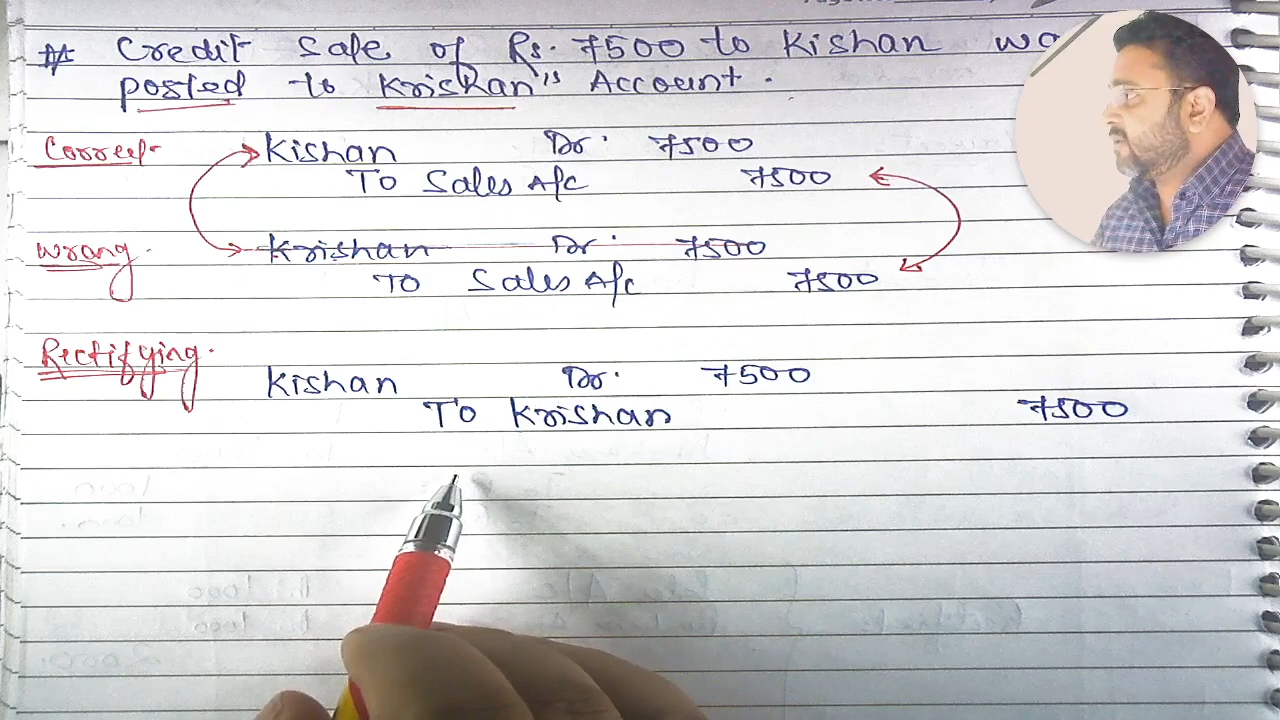 Credit Sale of Rs. 7500 to Kishan
posted to Krishan's Account.
Correct Kishan Dr. 7500
TO Sales A/c 7500
Wrong. Krishan Dr. 7500
TO Sales A/c 7500
Rectifying.
Kishan Dr. 7500
TO Krishan 7500